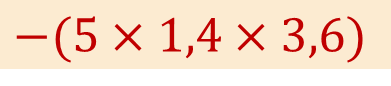 −(5 × 1,4 × 3,6)